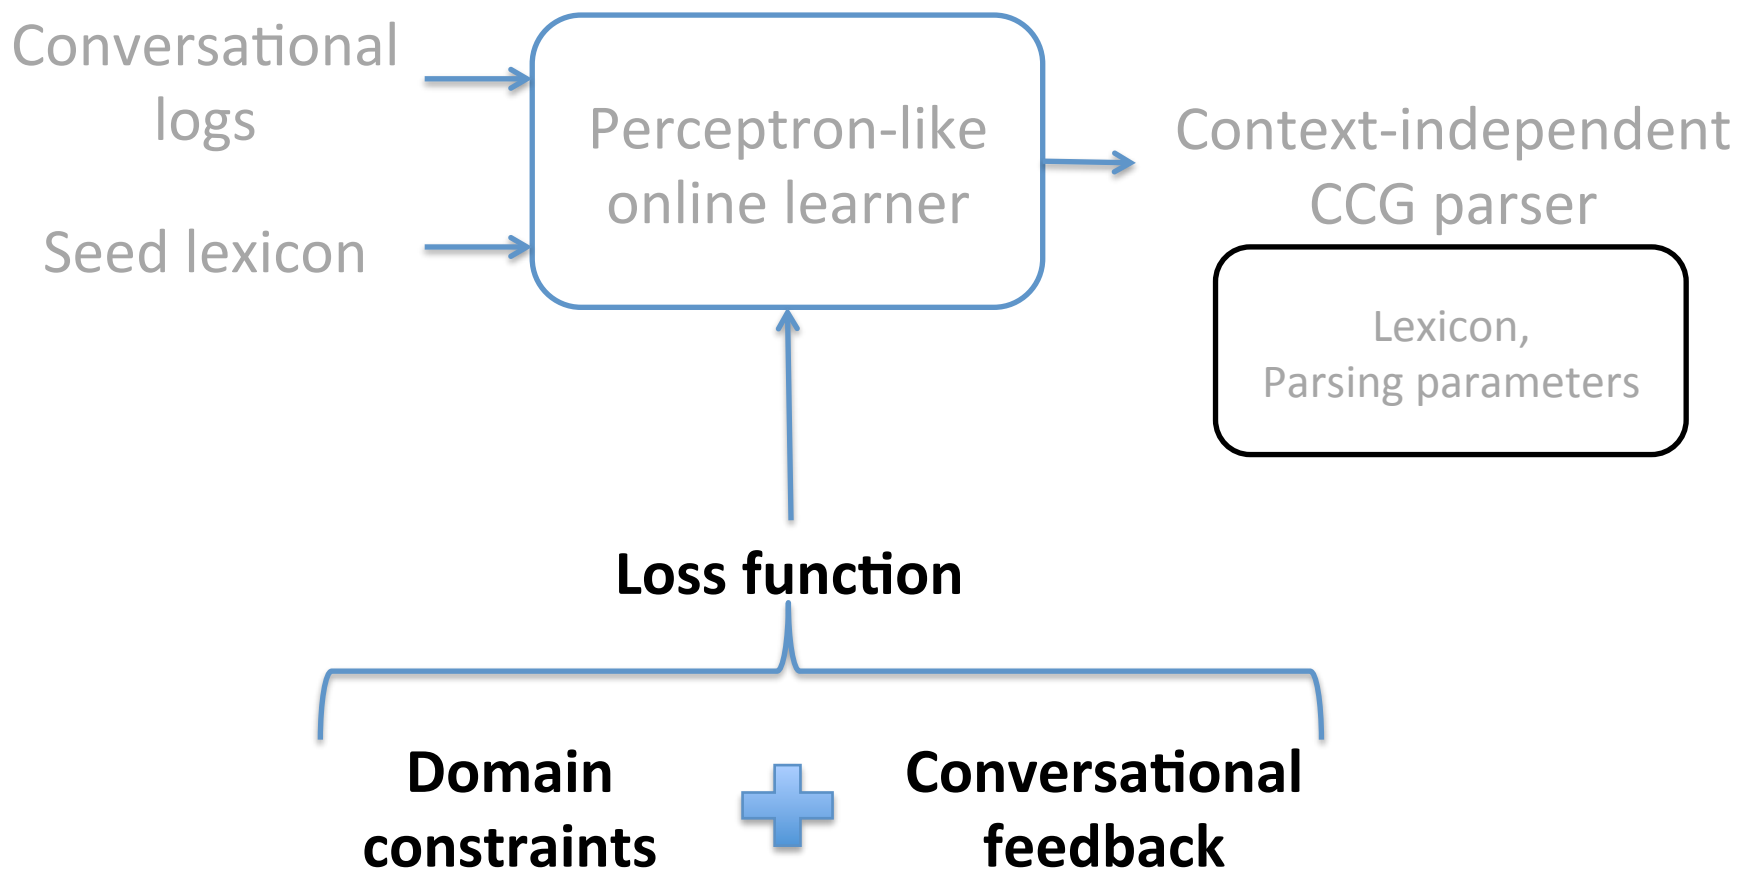 Conversational
logs
Seed lexicon
Perceptron-like
online learner
Context-independent
CCG parser
Lexicon,
Parsing parameters
Loss function
Domain
constraints
Conversational
feedback